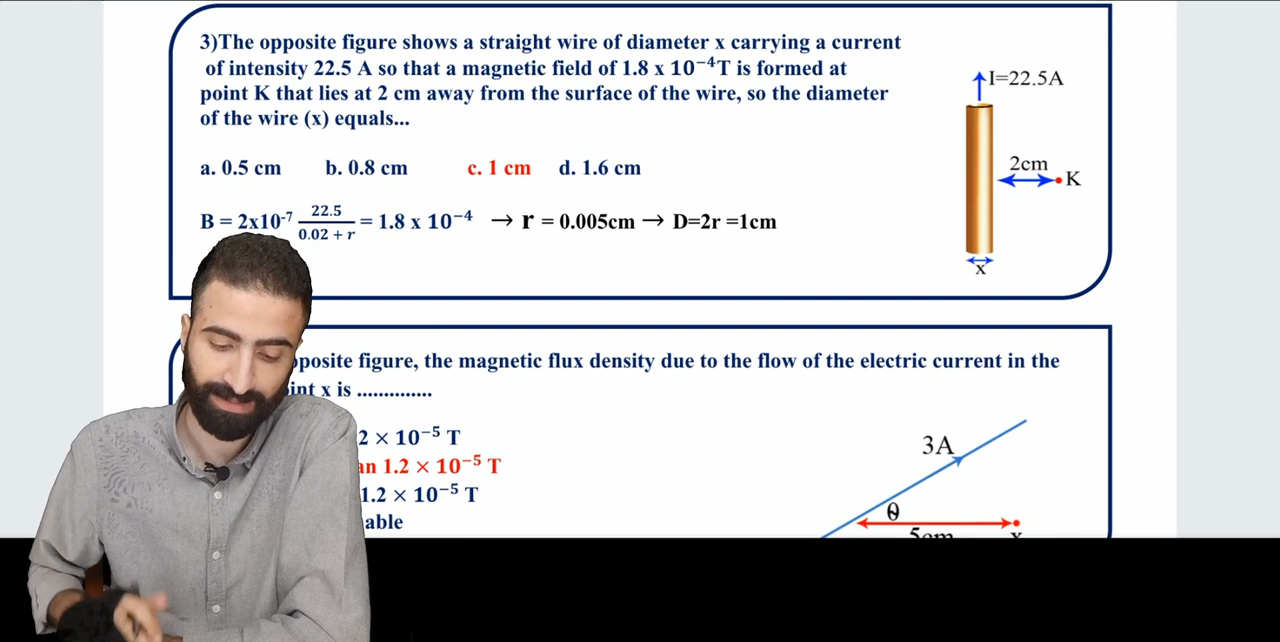 3)The opposite figure shows a straight wire of diameter x carrying a current
of intensity 22.5 A so that a magnetic field of 1.8 x 10⁻⁴T is formed at
point K that lies at 2 cm away from the surface of the wire, so the diameter
of the wire (x) equals...
I=22.5A
2cm
K
x
a. 0.5 cm b. 0.8 cm c. 1 cm d. 1.6 cm
B = 2x10⁻⁷ 22.5/0.02 + r = 1.8 x 10⁻⁴ → r = 0.005cm → D=2r =1cm
figure, the magnetic flux density due to the flow of the electric current in the
x is ..............
2 × 10⁻⁵ T
1.2 × 10⁻⁵ T
1.2 × 10⁻⁵ T
3A
θ
5cm
x